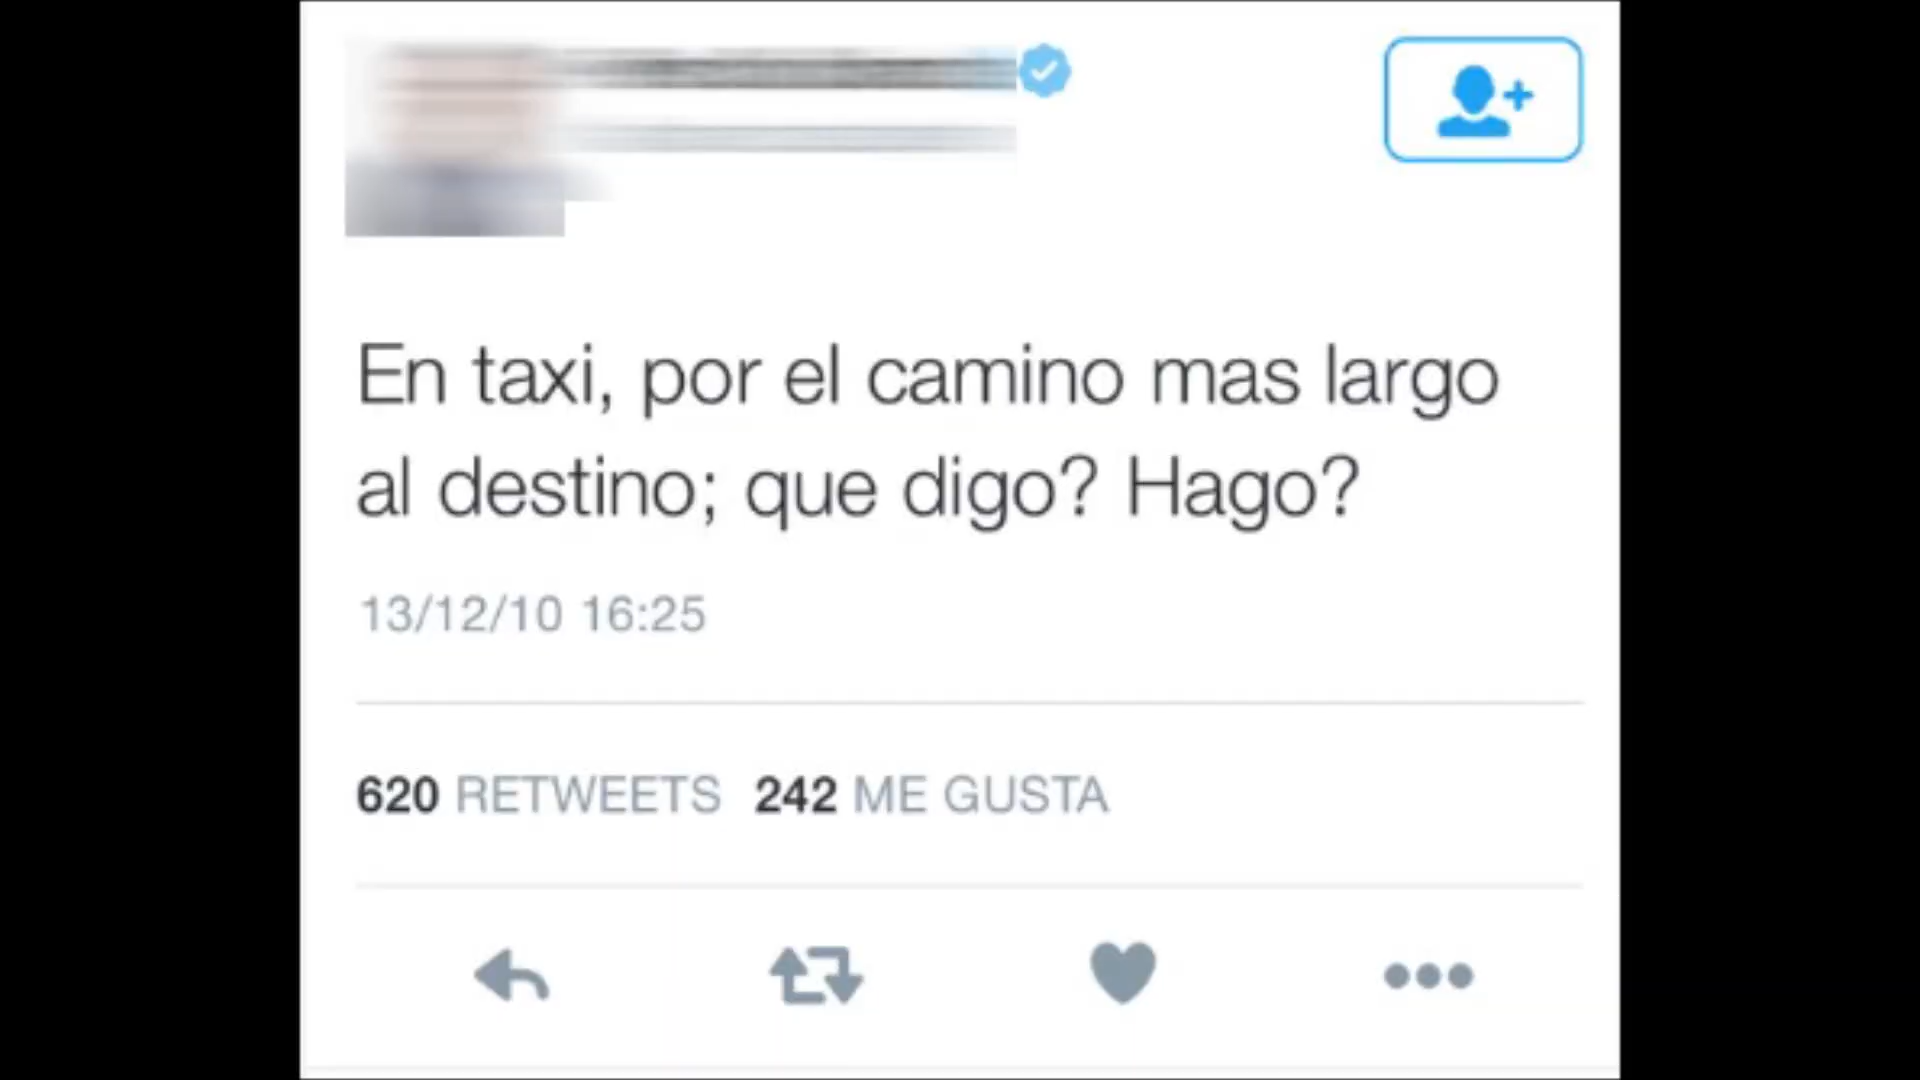 En taxi, por el camino mas largo
al destino; que digo? Hago?
13/12/10 16:25
620 RETWEETS 242 ME GUSTA